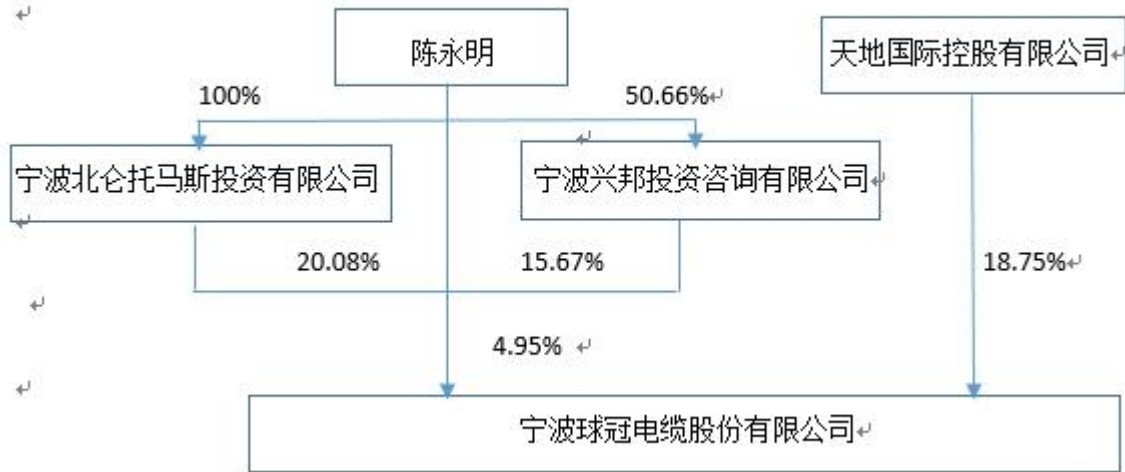 陈永明
天地国际控股有限公司
100%
50.66%
宁波北仑托马斯投资有限公司
宁波兴邦投资咨询有限公司
20.08%
15.67%
18.75%
4.95%
宁波球冠电缆股份有限公司